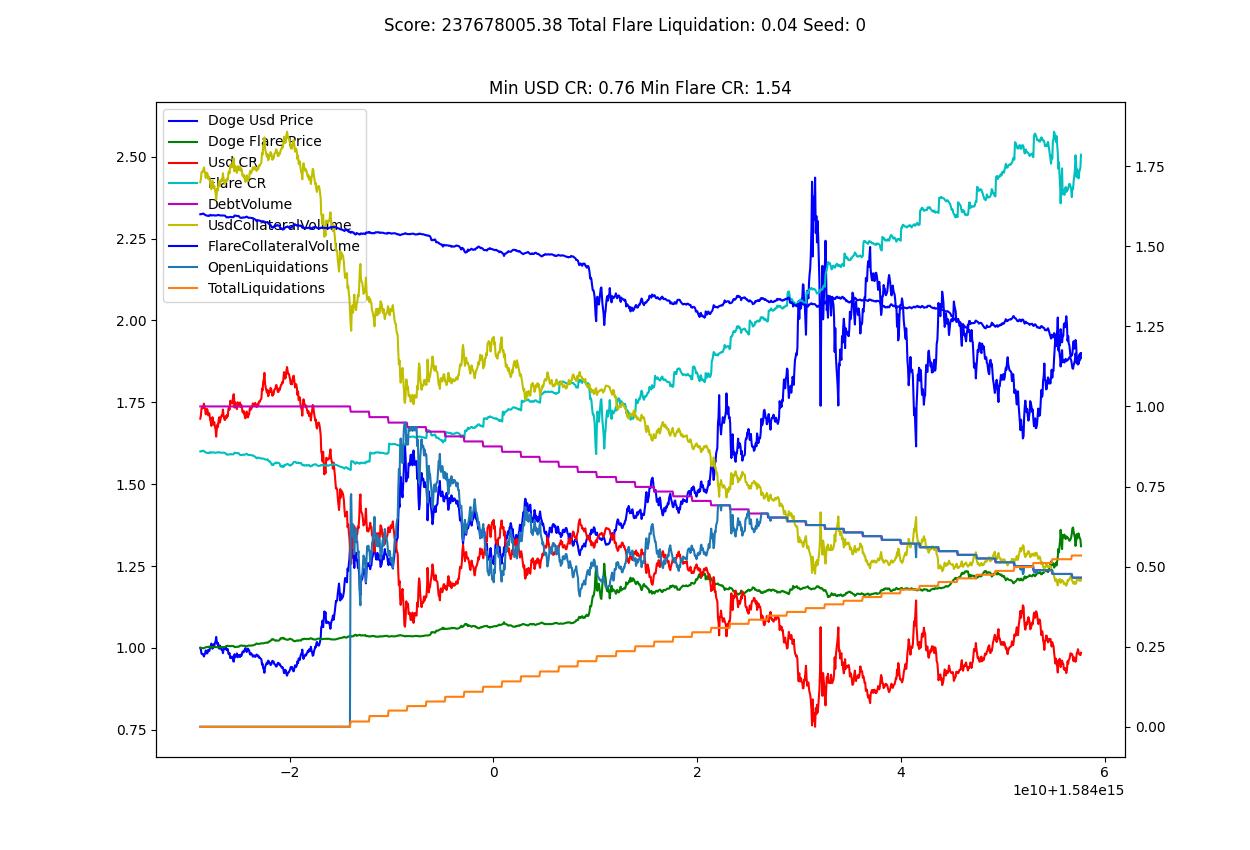 Score: 237678005.38 Total Flare Liquidation: 0.04 Seed: 0
Min USD CR: 0.76 Min Flare CR: 1.54
Doge Usd Price
Doge Flare Price
Usd CR
Flare CR
DebtVolume
UsdCollateralVolume
FlareCollateralVolume
OpenLiquidations
TotalLiquidations
2.50
2.25
2.00
1.75
1.50
1.25
1.00
0.75
1.75
1.50
1.25
1.00
0.75
0.50
0.25
0.00
−2 0 2 4 6
1e10+1.584e15